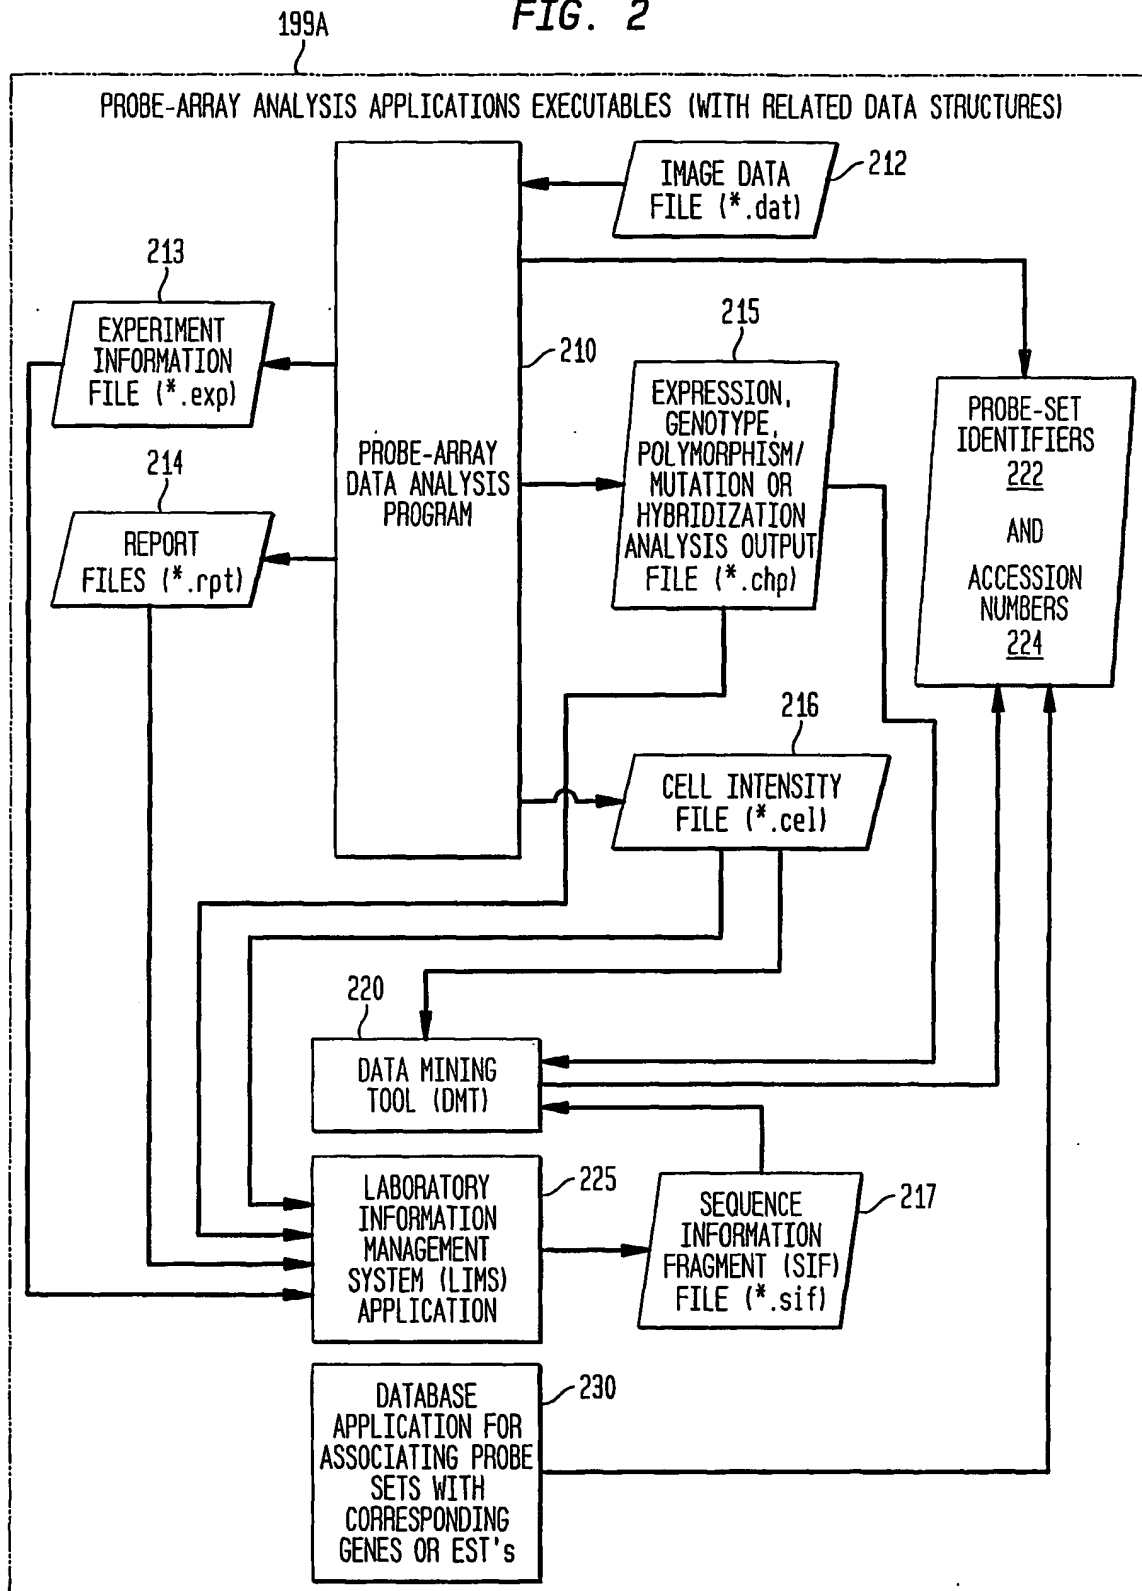 FIG. 2
199A
PROBE-ARRAY ANALYSIS APPLICATIONS EXECUTABLES (WITH RELATED DATA STRUCTURES)
IMAGE DATA
FILE (*.dat)
212
213
EXPERIMENT
INFORMATION
FILE (*.exp)
210
215
EXPRESSION,
GENOTYPE,
POLYMORPHISM/
MUTATION OR
HYBRIDIZATION
ANALYSIS OUTPUT
FILE (*.chp)
PROBE-SET
IDENTIFIERS
222
AND
ACCESSION
NUMBERS
224
PROBE-ARRAY
DATA ANALYSIS
PROGRAM
214
REPORT
FILES (*.rpt)
216
CELL INTENSITY
FILE (*.cel)
220
DATA MINING
TOOL (DMT)
LABORATORY
INFORMATION
MANAGEMENT
SYSTEM (LIMS)
APPLICATION
225
SEQUENCE
INFORMATION
FRAGMENT (SIF)
FILE (*.sif)
217
DATABASE
APPLICATION FOR
ASSOCIATING PROBE
SETS WITH
CORRESPONDING
GENES OR EST's
230